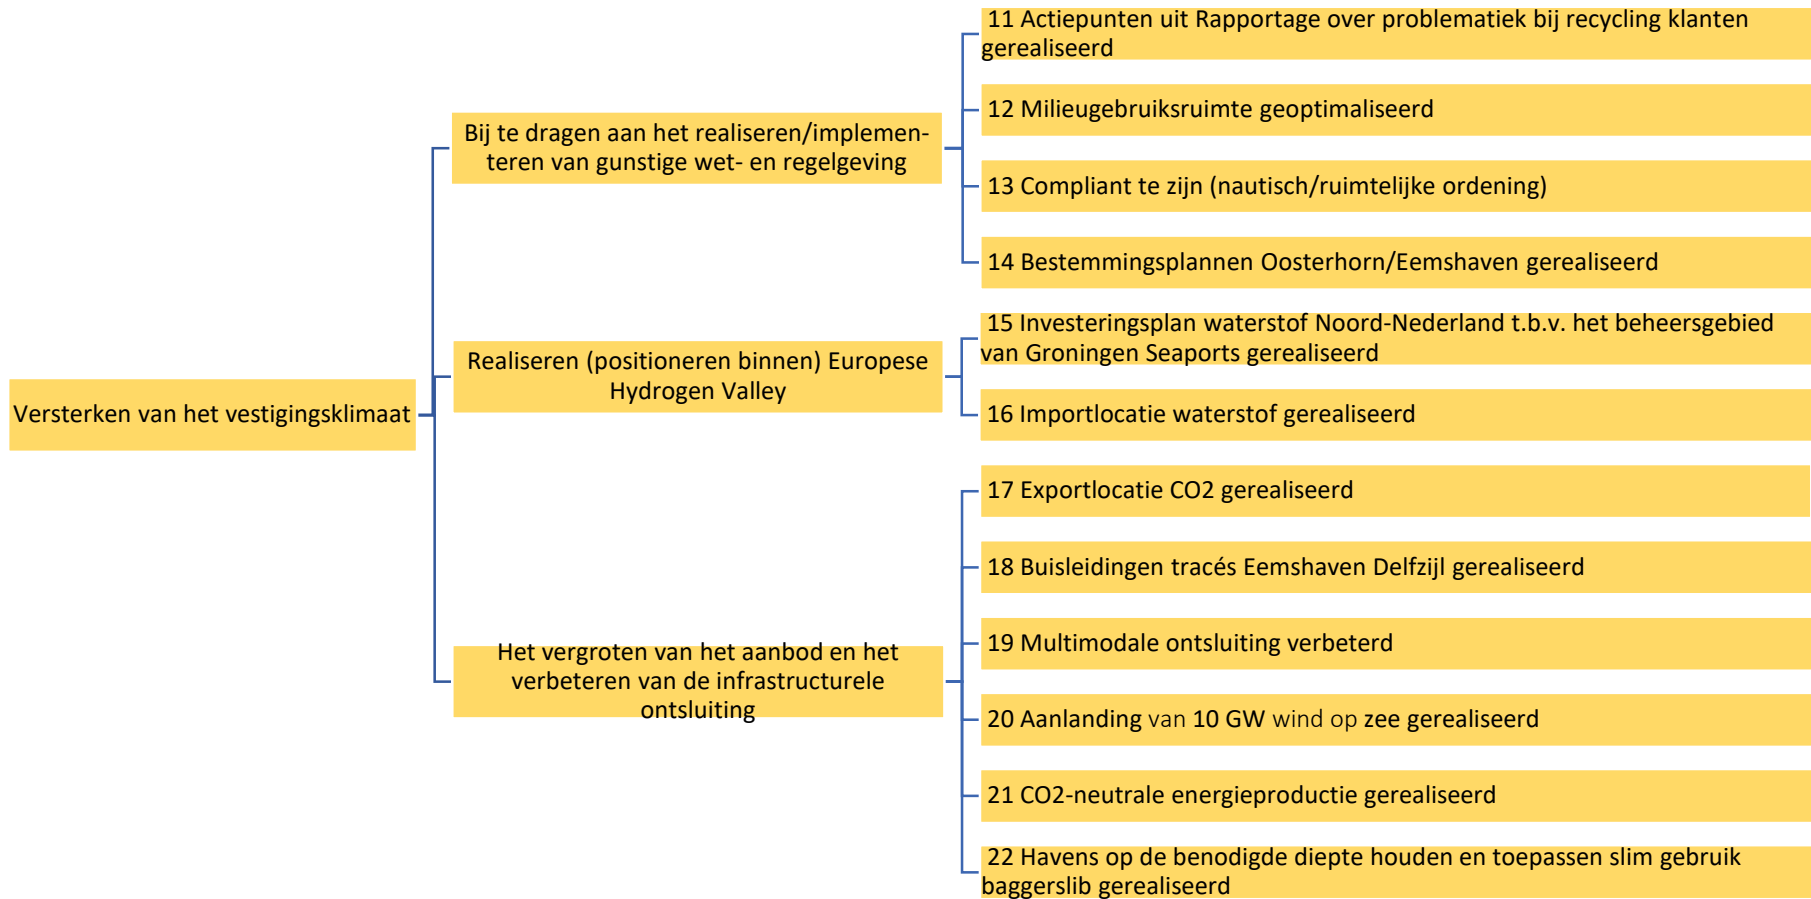 Versterken van het vestigingsklimaat
Bij te dragen aan het realiseren/implemen-
teren van gunstige wet- en regelgeving
11 Actiepunten uit Rapportage over problematiek bij recycling klanten
gerealiseerd
12 Milieugebruiksruimte geoptimaliseerd
13 Compliant te zijn (nautisch/ruimtelijke ordening)
14 Bestemmingsplannen Oosterhorn/Eemshaven gerealiseerd
Realiseren (positioneren binnen) Europese
Hydrogen Valley
15 Investeringsplan waterstof Noord-Nederland t.b.v. het beheersgebied
van Groningen Seaports gerealiseerd
16 Importlocatie waterstof gerealiseerd
Het vergroten van het aanbod en het
verbeteren van de infrastructurele
ontsluiting
17 Exportlocatie CO2 gerealiseerd
18 Buisleidingen tracés Eemshaven Delfzijl gerealiseerd
19 Multimodale ontsluiting verbeterd
20 Aanlanding van 10 GW wind op zee gerealiseerd
21 CO2-neutrale energieproductie gerealiseerd
22 Havens op de benodigde diepte houden en toepassen slim gebruik
baggerslib gerealiseerd